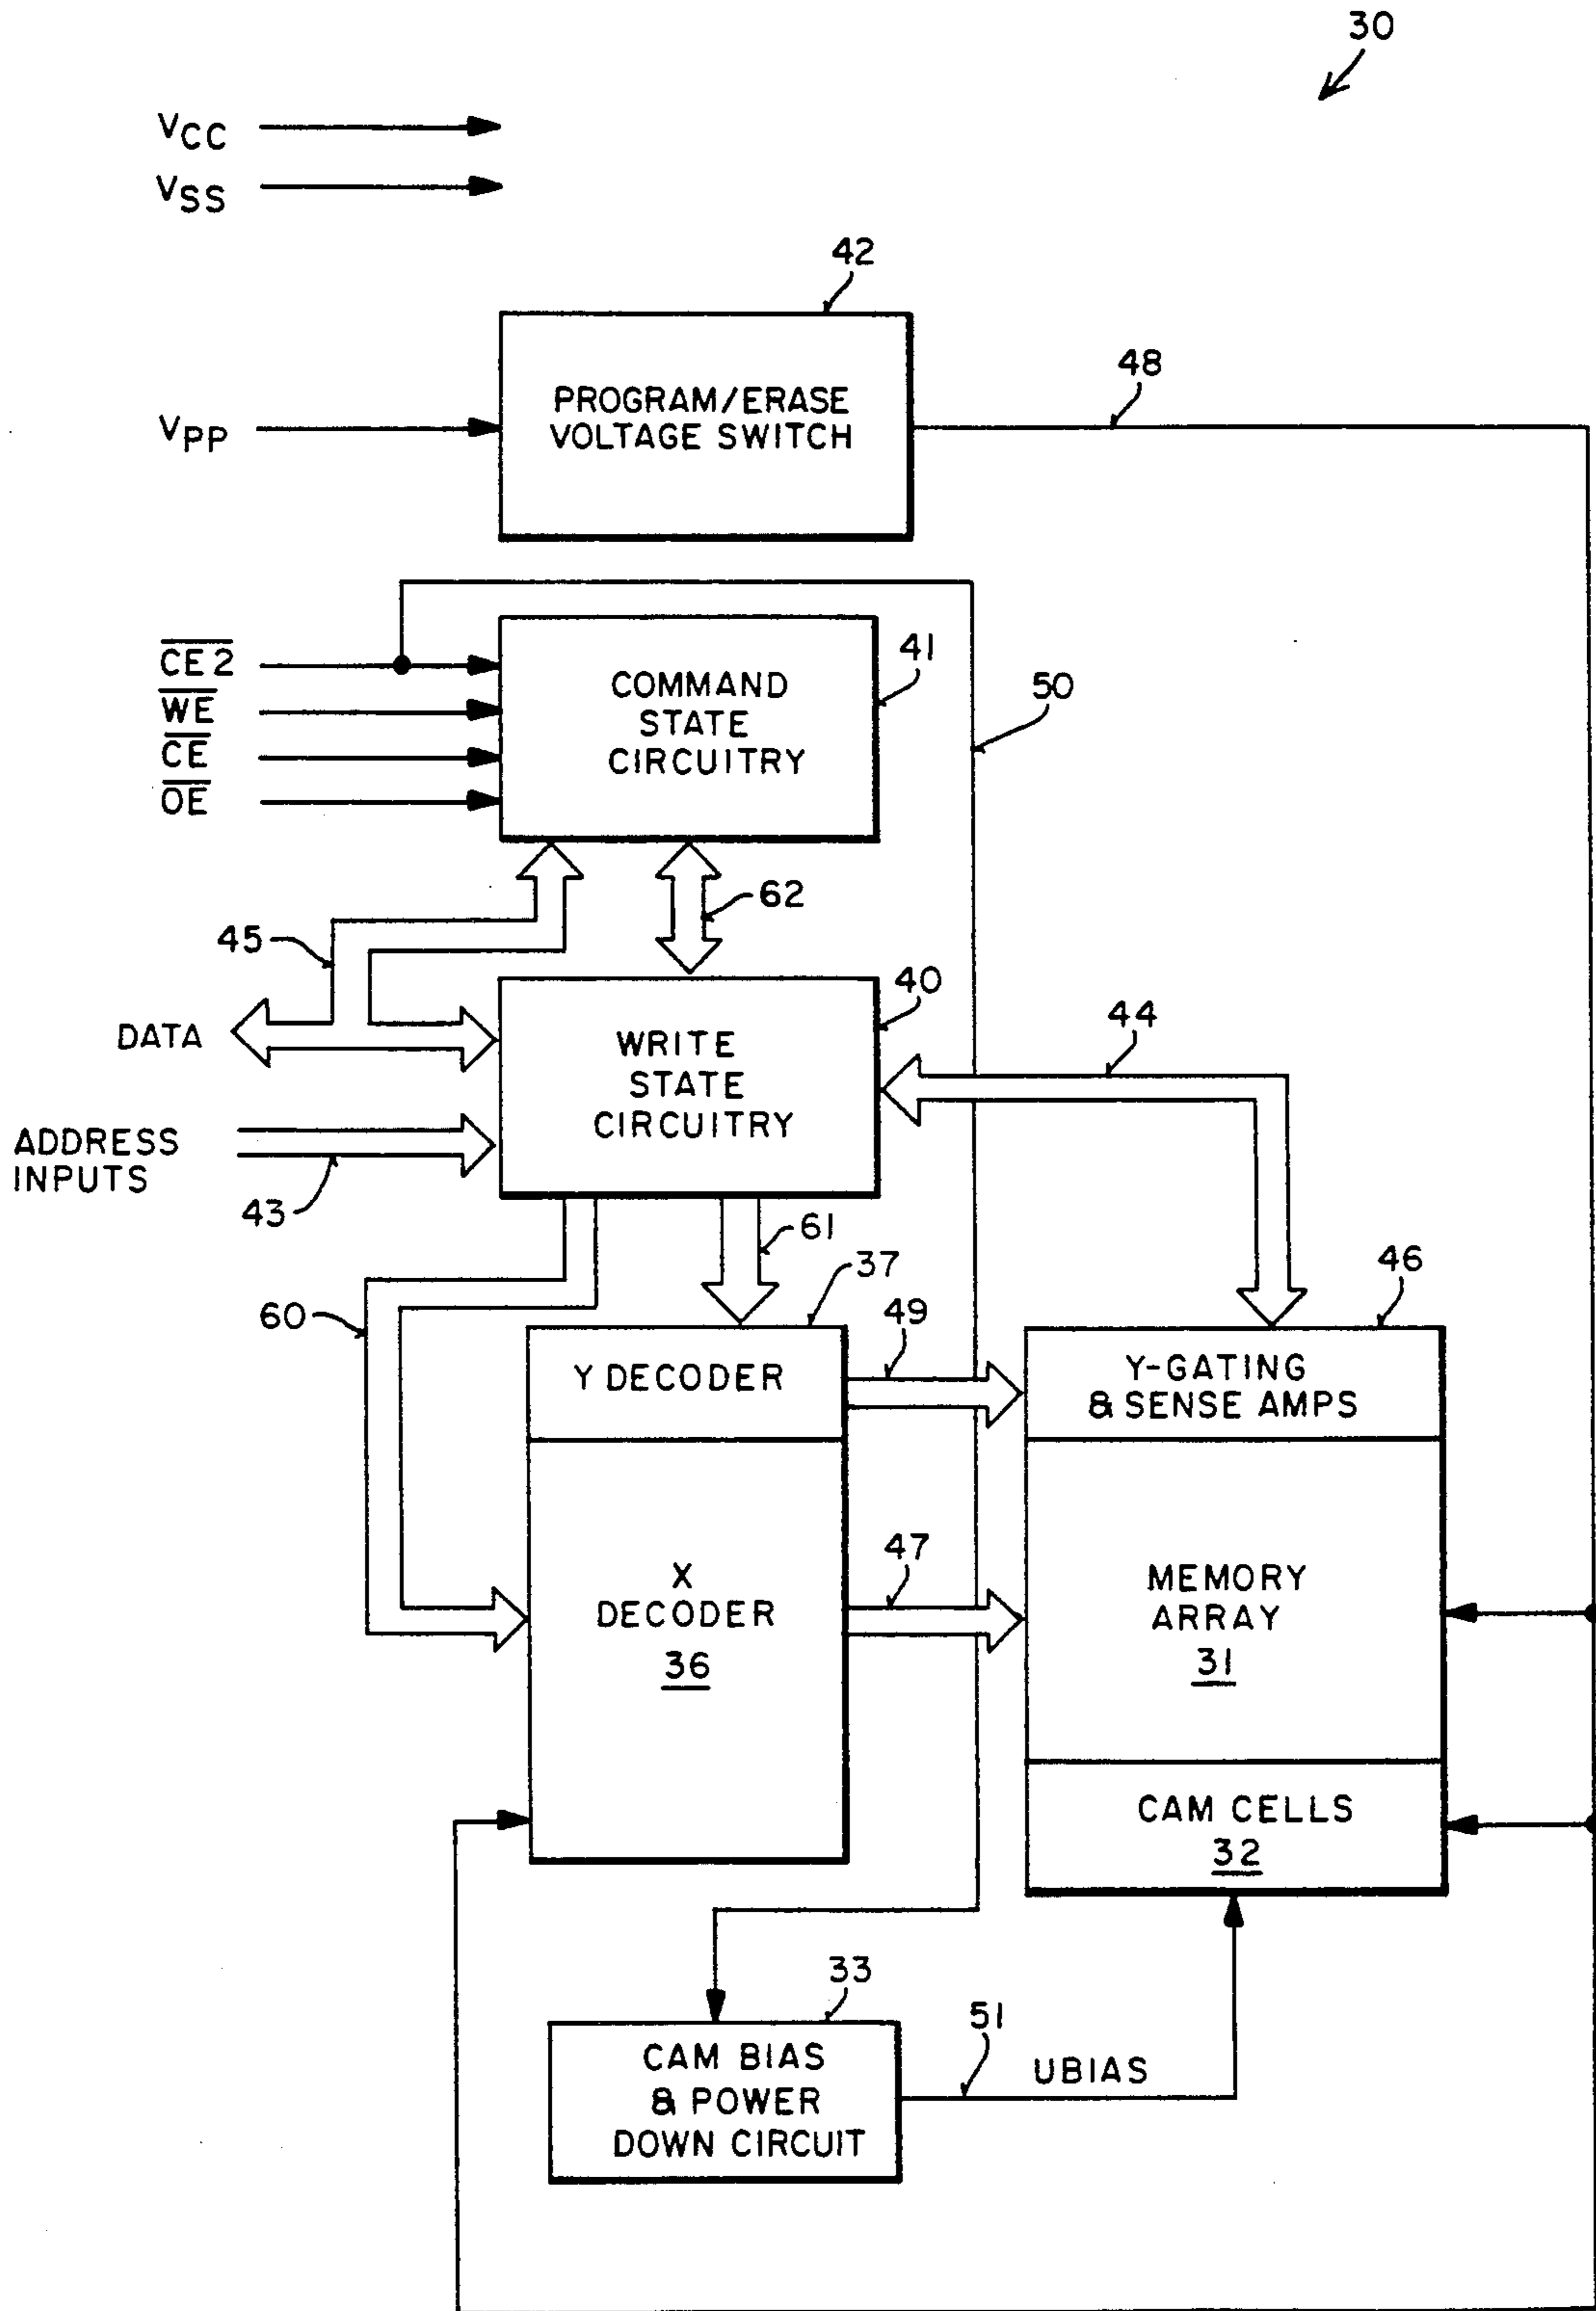 30
VCC
VSS
42
PROGRAM/ERASE
VOLTAGE SWITCH
48
VPP
CE2
WE
CE
OE
COMMAND
STATE
CIRCUITRY
41
50
62
45
40
DATA
WRITE
STATE
CIRCUITRY
44
ADDRESS
INPUTS
43
61
37
49
46
60
Y DECODER
Y-GATING
& SENSE AMPS
47
X
DECODER
36
MEMORY
ARRAY
31
CAM CELLS
32
33
51
CAM BIAS
& POWER
DOWN CIRCUIT
UBIAS